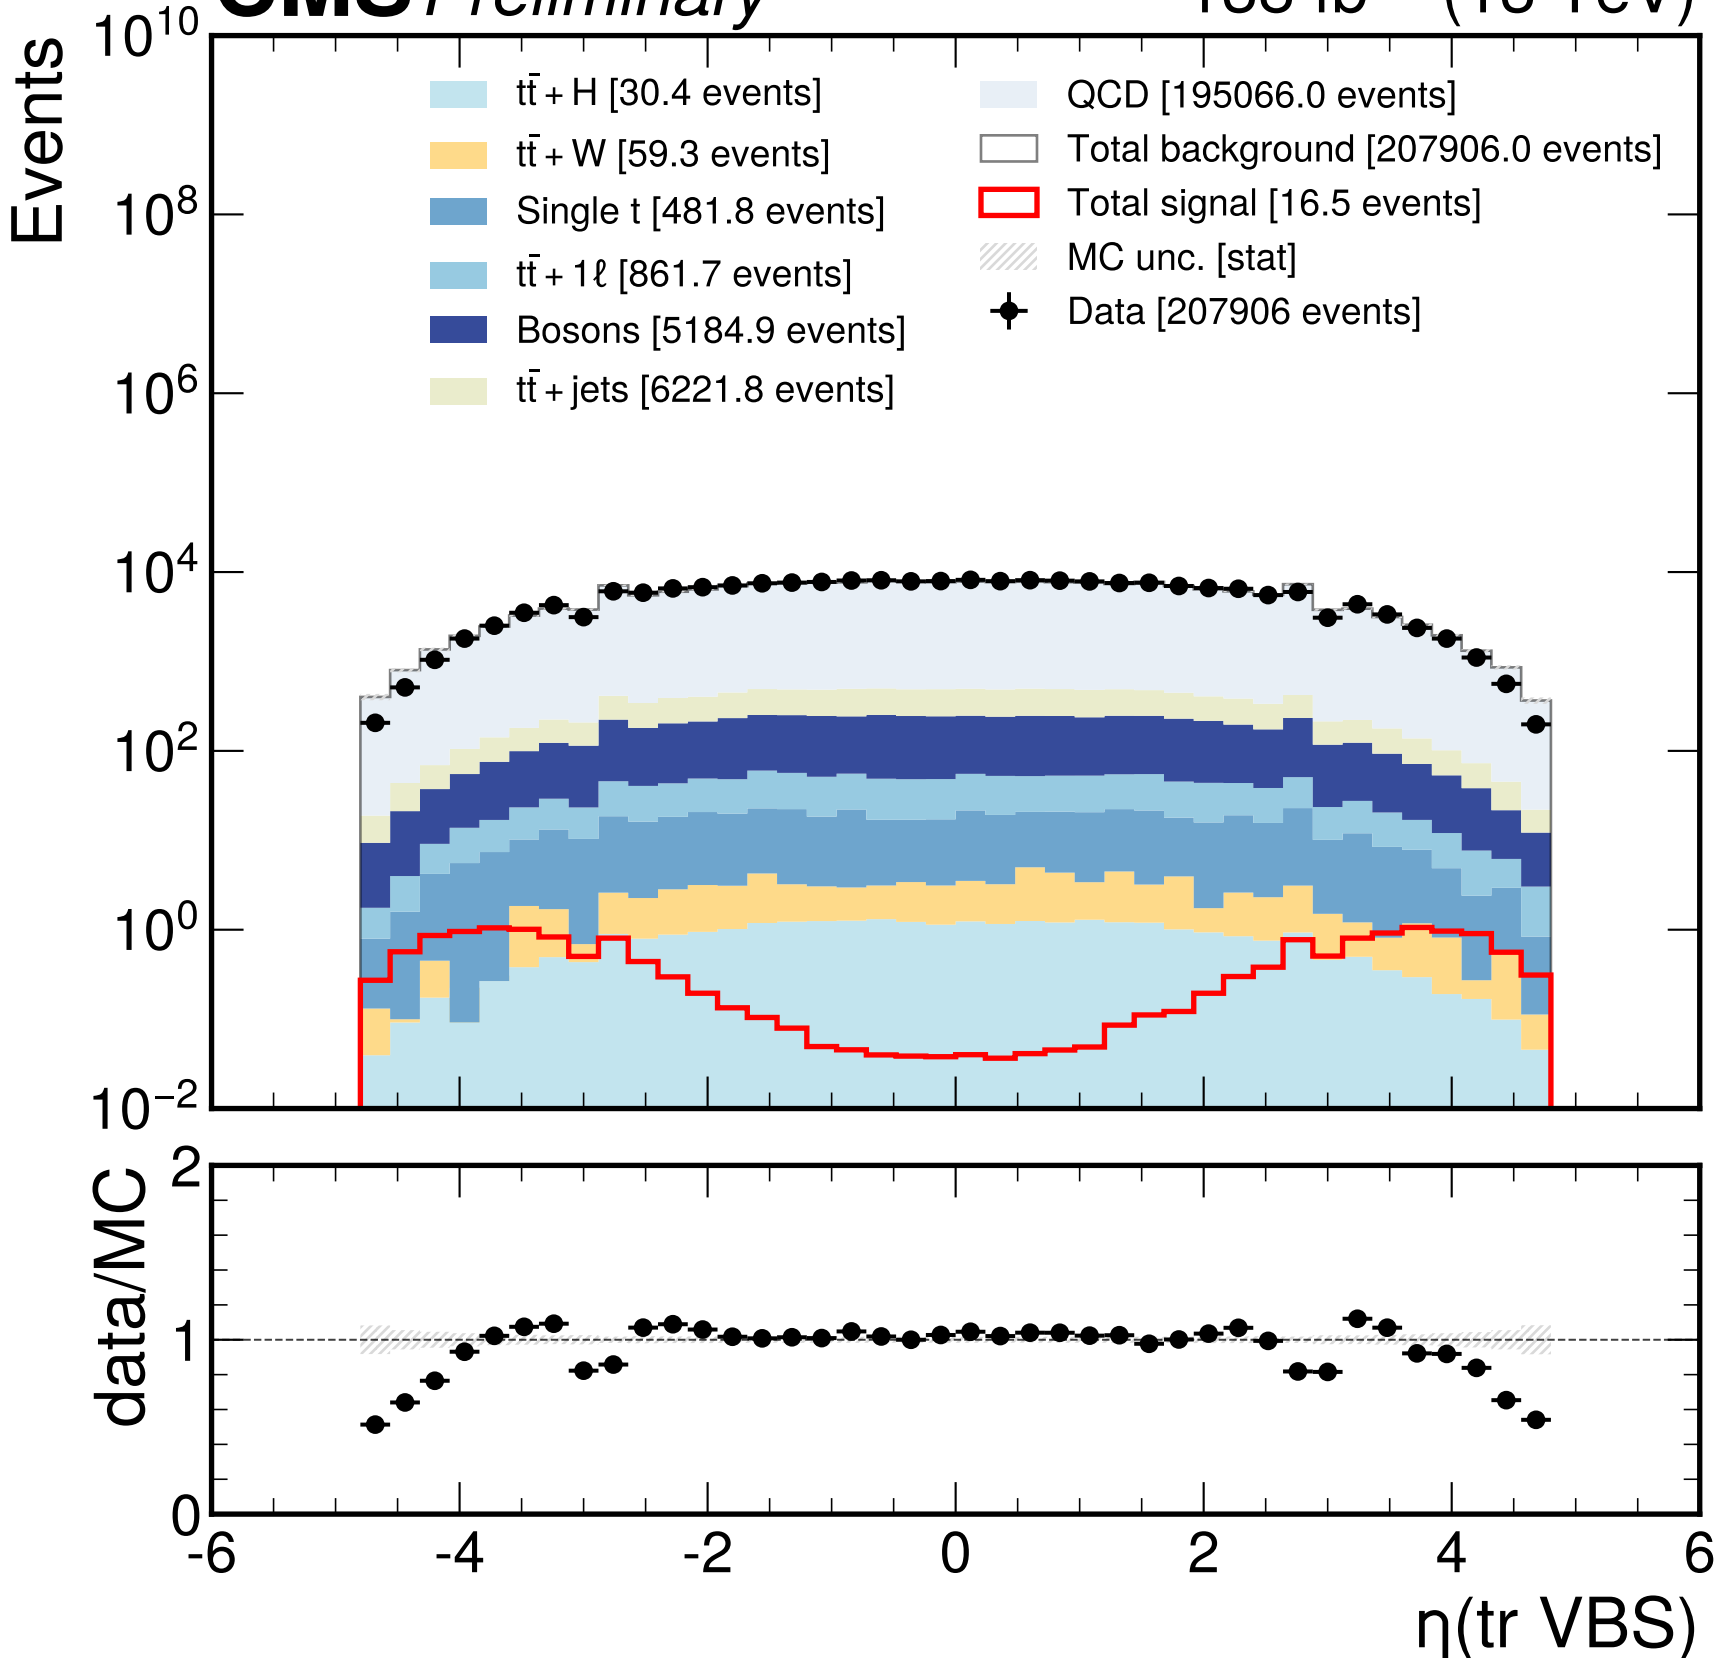 CMS Preliminary
Events
10¹⁰
10⁸
10⁶
10⁴
10²
10⁰
10⁻²
tt̄ + H [30.4 events]
tt̄ + W [59.3 events]
Single t [481.8 events]
tt̄ + 1ℓ [861.7 events]
Bosons [5184.9 events]
tt̄ + jets [6221.8 events]
QCD [195066.0 events]
Total background [207906.0 events]
Total signal [16.5 events]
MC unc. [stat]
Data [207906 events]
data/MC
2
1
0
-6 -4 -2 0 2 4 6
η(tr VBS)